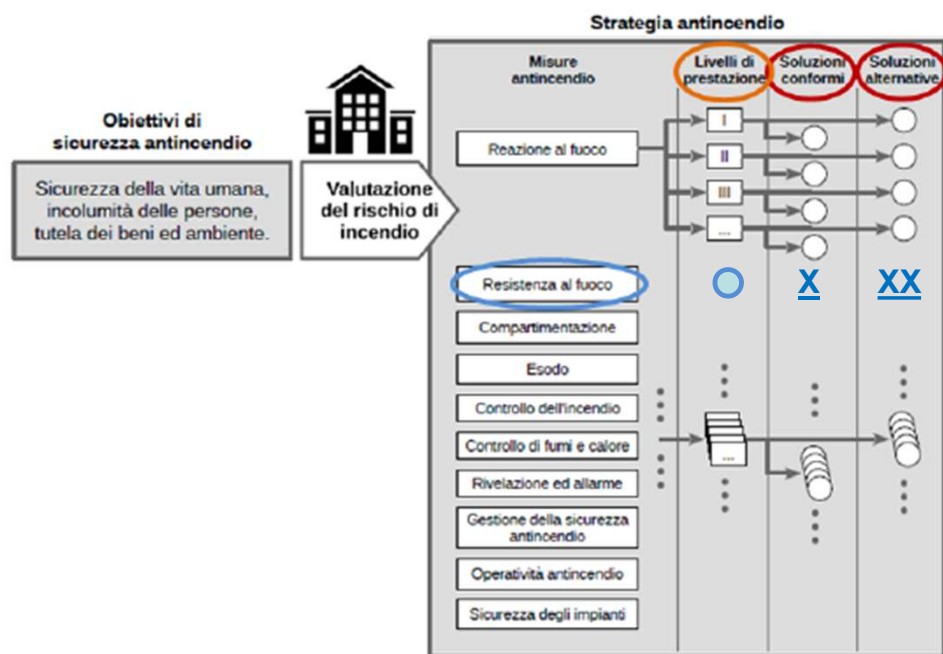 Strategia antincendio
Misure
antincendio
Livelli di
prestazione
Soluzioni
conformi
Soluzioni
alternative
Obiettivi di
sicurezza antincendio
Sicurezza della vita umana,
incolumità delle persone,
tutela dei beni ed ambiente.
Valutazione
del rischio di
incendio
Reazione al fuoco
I
II
III
...
Resistenza al fuoco
X
XX
Compartimentazione
Esodo
Controllo dell'incendio
Controllo di fumi e calore
...
Rivelazione ed allarme
Gestione della sicurezza
antincendio
Operatività antincendio
Sicurezza degli impianti